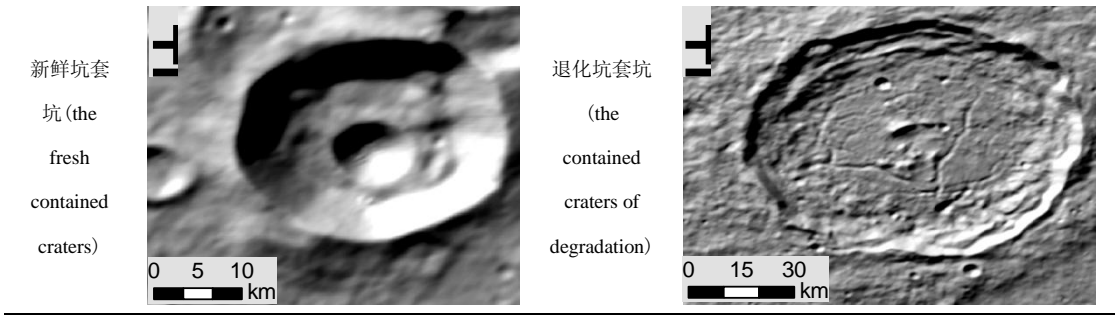 新鲜坑套
坑(the
fresh
contained
craters)
0 5 10
km
退化坑套坑
(the
contained
craters of
degradation)
0 15 30
km